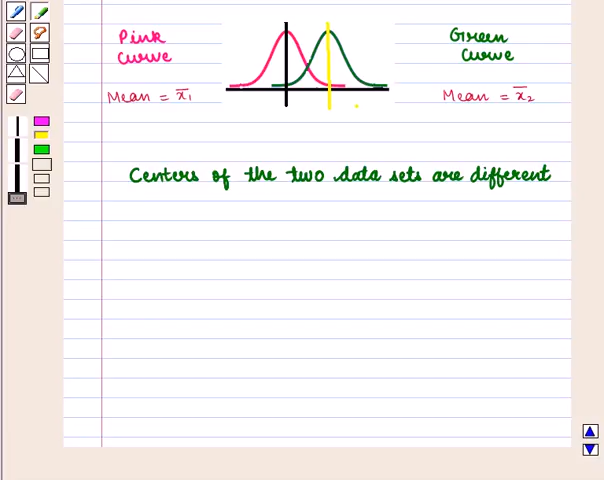 Pink
Curve
Mean = x̄₁
Green
Curve
Mean = x̄₂
Centers of the two data sets are different